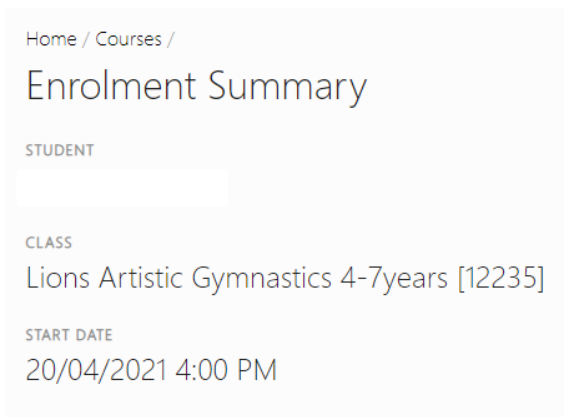 Home / Courses /
Enrolment Summary
STUDENT
CLASS
Lions Artistic Gymnastics 4-7years [12235]
START DATE
20/04/2021 4:00 PM